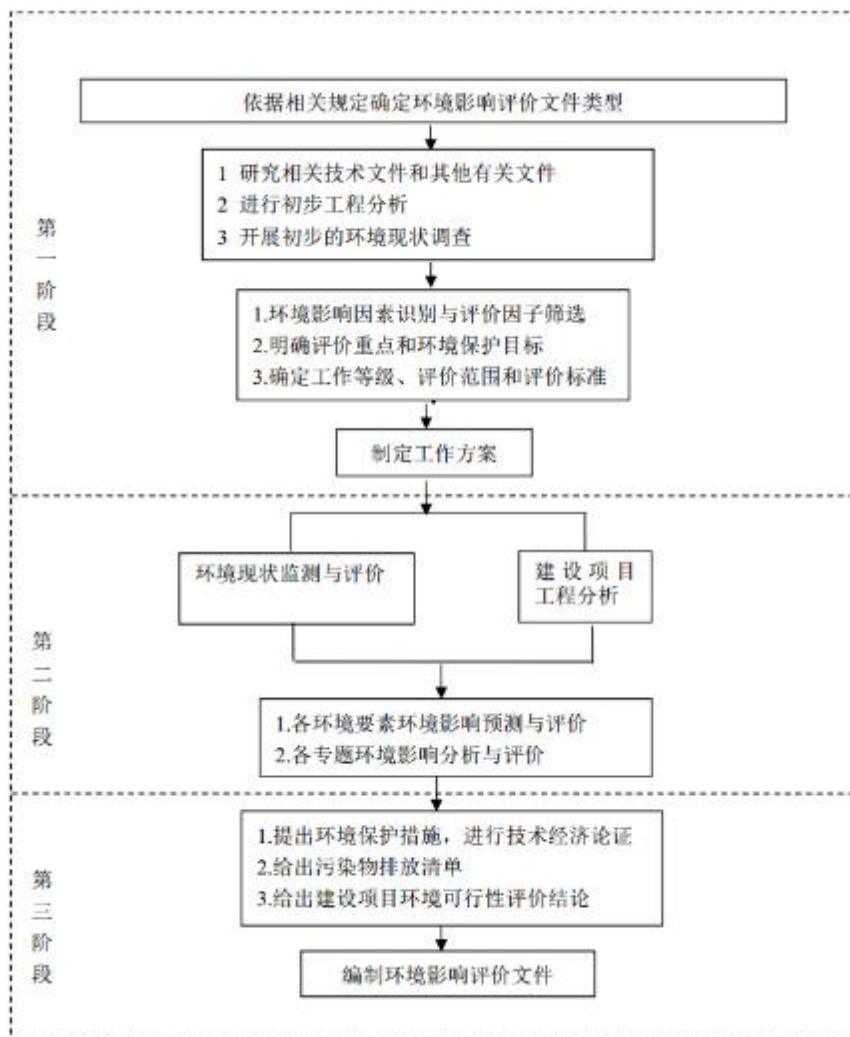 依据相关规定确定环境影响评价文件类型
1 研究相关技术文件和其他有关文件
2 进行初步工程分析
3 开展初步的环境现状调查
第一阶段
1.环境影响因素识别与评价因子筛选
2.明确评价重点和环境保护目标
3.确定工作等级、评价范围和评价标准
制定工作方案
环境现状监测与评价
建设项目
工程分析
第二阶段
1.各环境要素环境影响预测与评价
2.各专题环境影响分析与评价
1.提出环境保护措施，进行技术经济论证
2.给出污染物排放清单
3.给出建设项目环境可行性评价结论
第三阶段
编制环境影响评价文件